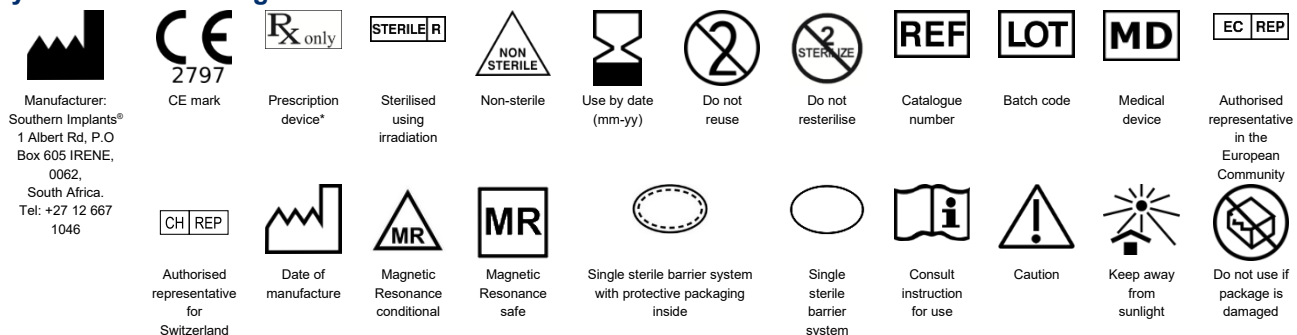 2797
Rx only
STERILE R
NON
STERILE
2
2
STERILIZE
REF
LOT
MD
EC REP
Manufacturer:
Southern Implants®
1 Albert Rd, P.O
Box 605 IRENE,
0062,
South Africa.
Tel: +27 12 667
1046
CE mark
Prescription
device*
Sterilised
using
irradiation
Non-sterile
Use by date
(mm-yy)
Do not
reuse
Do not
resterilise
Catalogue
number
Batch code
Medical
device
Authorised
representative
in the
European
Community
CH REP
MR
MR
i
Authorised
representative
for
Switzerland
Date of
manufacture
Magnetic
Resonance
conditional
Magnetic
Resonance
safe
Single sterile barrier system
with protective packaging
inside
Single
sterile
barrier
system
Consult
instruction
for use
Caution
Keep away
from
sunlight
Do not use if
package is
damaged